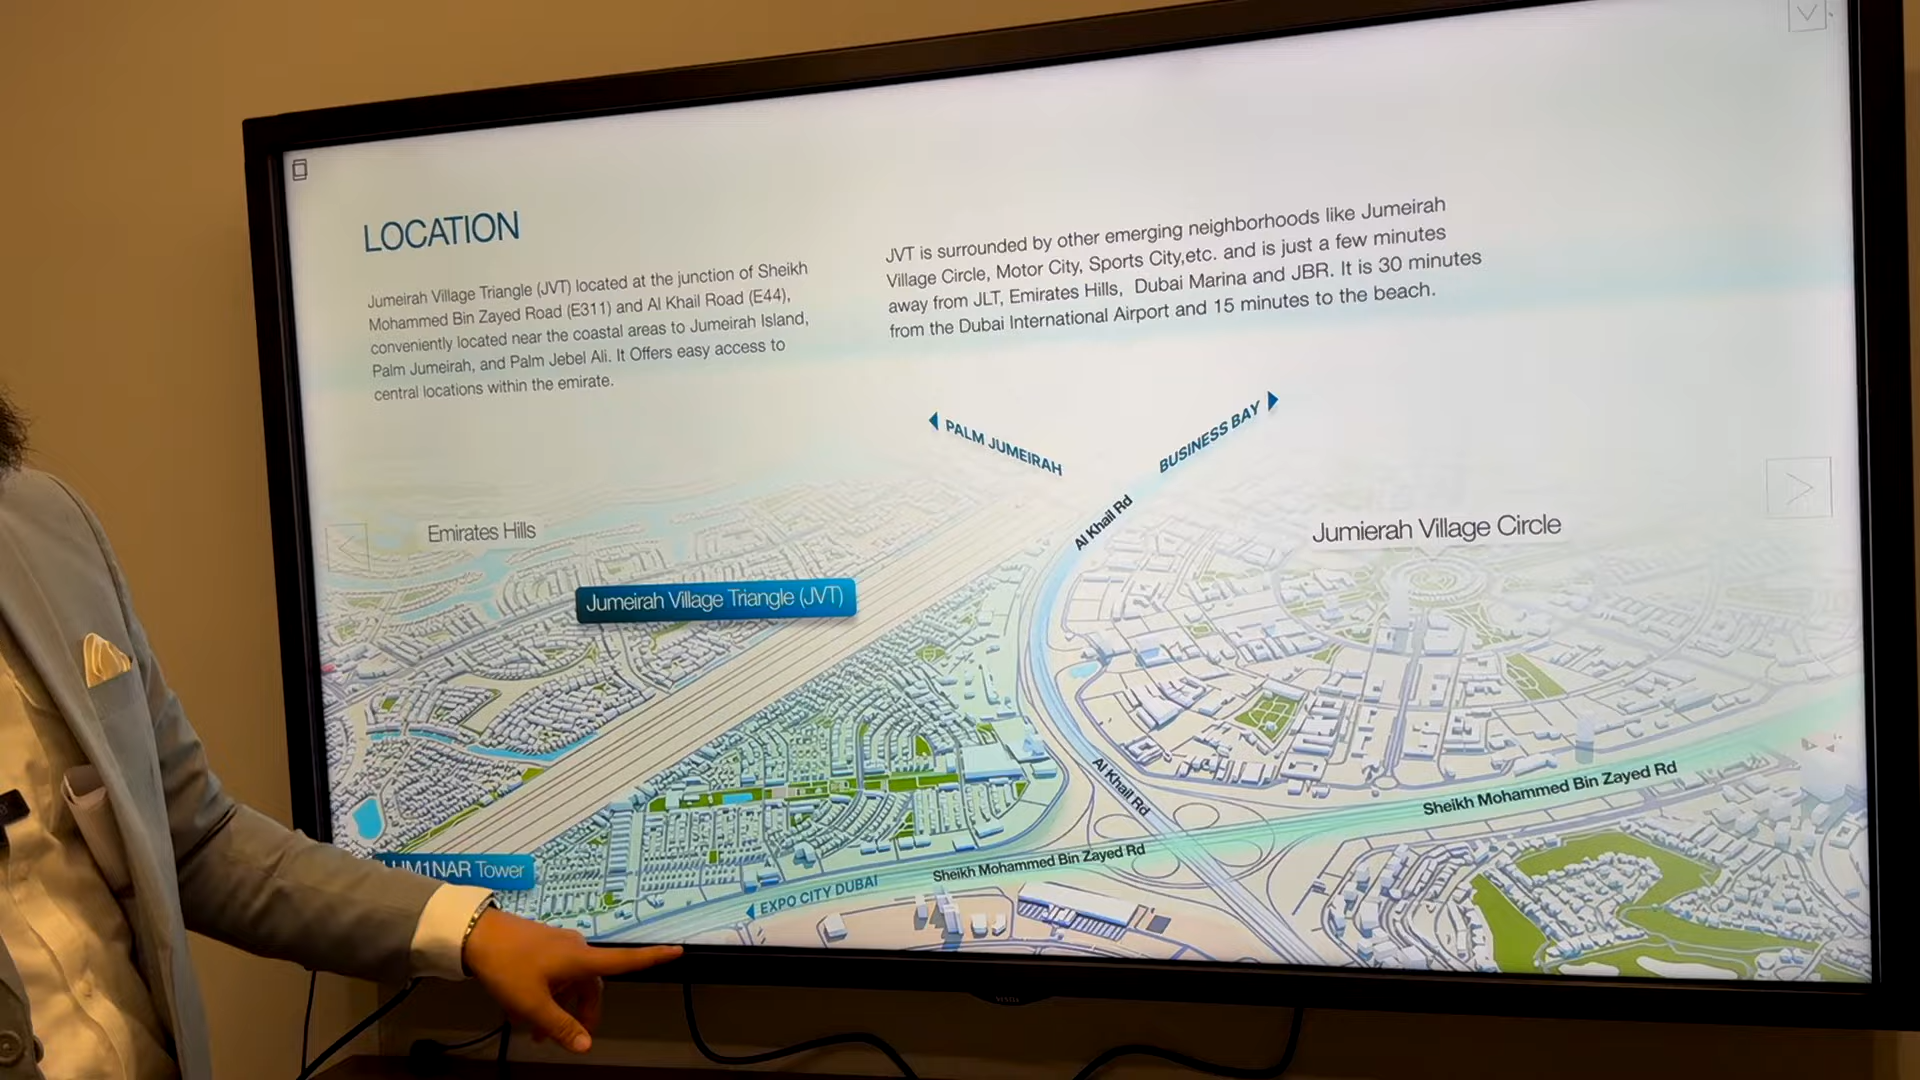 LOCATION
Jumeirah Village Triangle (JVT) located at the junction of Sheikh
Mohammed Bin Zayed Road (E311) and Al Khail Road (E44),
conveniently located near the coastal areas to Jumeirah Island,
Palm Jumeirah, and Palm Jebel Ali. It Offers easy access to
central locations within the emirate.
JVT is surrounded by other emerging neighborhoods like Jumeirah
Village Circle, Motor City, Sports City,etc. and is just a few minutes
away from JLT, Emirates Hills, Dubai Marina and JBR. It is 30 minutes
from the Dubai International Airport and 15 minutes to the beach.
PALM JUMEIRAH
BUSINESS BAY
Al Khail Rd
Emirates Hills
Jumierah Village Circle
Jumeirah Village Triangle (JVT)
Al Khail Rd
Sheikh Mohammed Bin Zayed Rd
Sheikh Mohammed Bin Zayed Rd
M1NAR Tower
EXPO CITY DUBAI